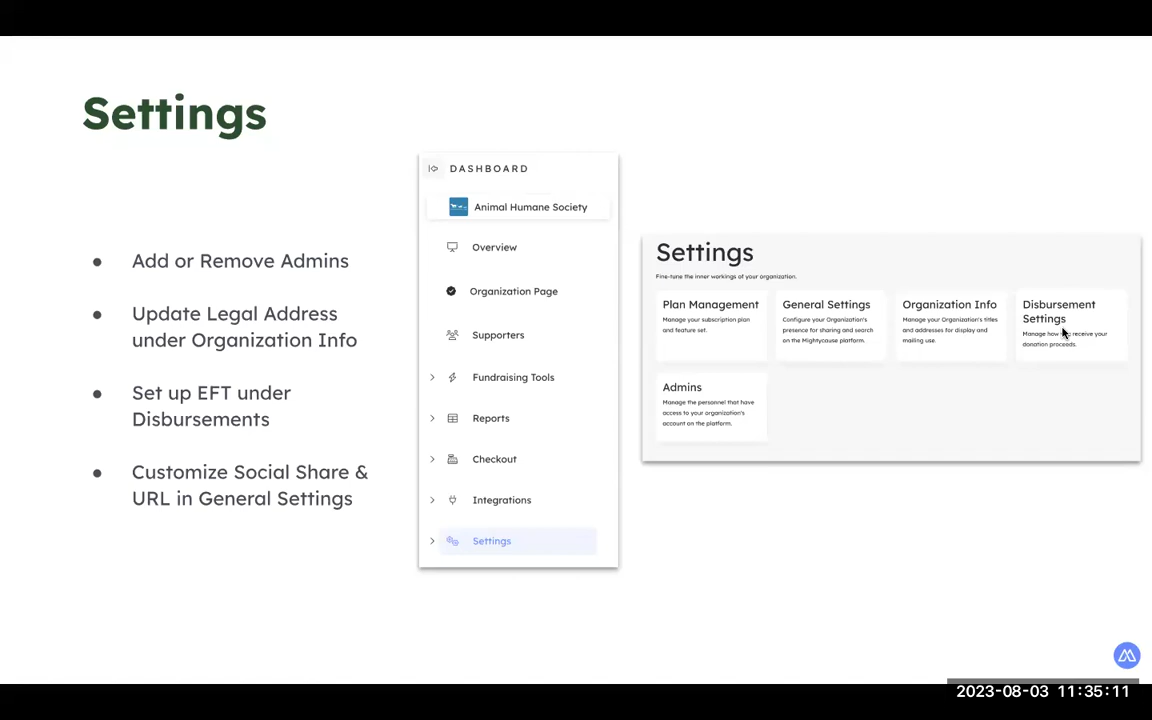 Settings
Add or Remove Admins
Update Legal Address
under Organization Info
Set up EFT under
Disbursements
Customize Social Share &
URL in General Settings
DASHBOARD
Animal Humane Society
Overview
Organization Page
Supporters
Fundraising Tools
Reports
Checkout
Integrations
Settings
Settings
Fine-tune the inner workings of your organization.
Plan Management
Manage your subscription plan
and feature set.
General Settings
Configure your Organization's
presence for sharing and search
on the Mightycause platform.
Organization Info
Manage your Organization's titles
and addresses for display and
mailing use.
Disbursement
Settings
Manage how receive your
donation proceeds.
Admins
Manage the personnel that have
access to your organization's
account on the platform.
2023-08-03 11:35:11